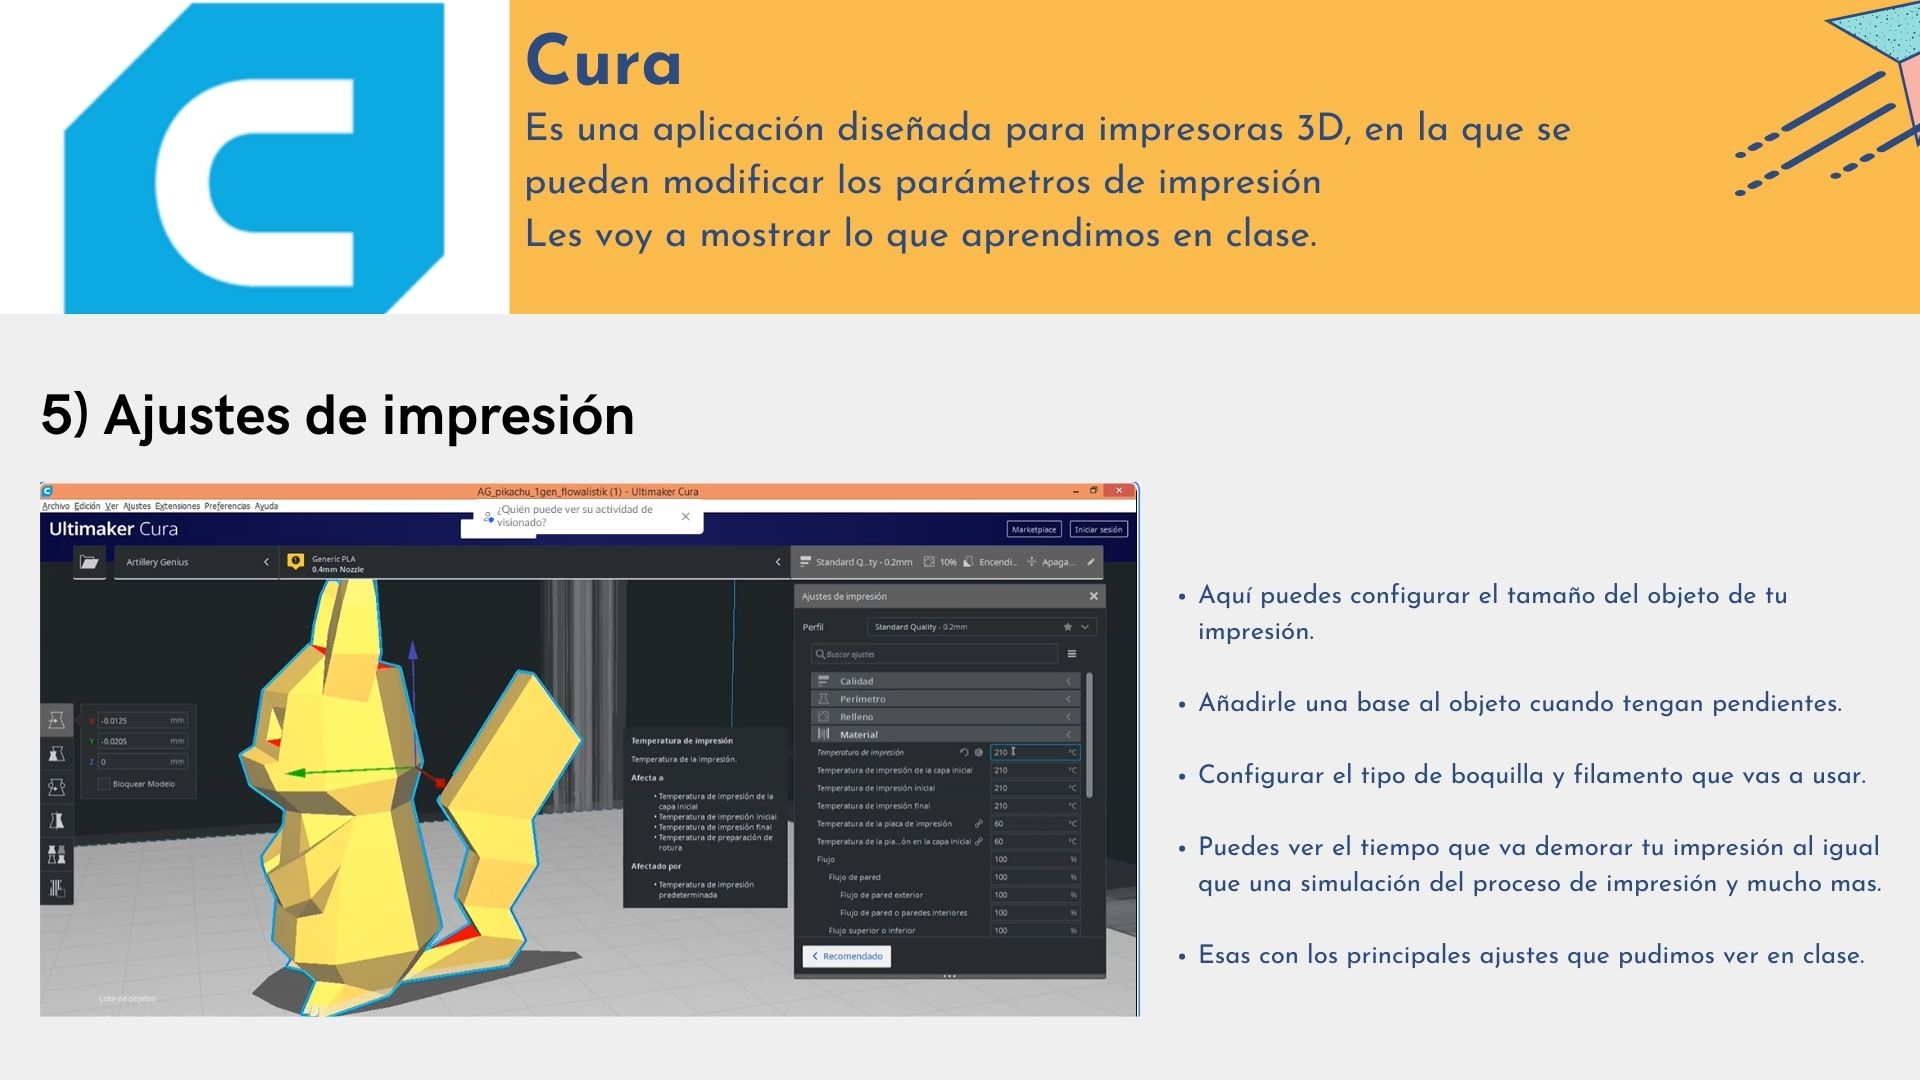 Cura
Es una aplicación diseñada para impresoras 3D, en la que se
pueden modificar los parámetros de impresión
Les voy a mostrar lo que aprendimos en clase.
5) Ajustes de impresión
AG_pikachu_1gen_flowalistik (1) - Ultimaker Cura
Archivo Edición Ver Ajustes Extensiones Preferencias Ayuda
¿Quién puede ver su actividad de
visionado?
Ultimaker Cura
Marketplace
Iniciar sesión
Artillery Genius
Generic PLA
0.4mm Nozzle
Standard Q...ty - 0.2mm
10%
Encendi...
Apaga...
Ajustes de impresión
Perfil
Standard Quality - 0.2mm
Buscar ajustes
Calidad
Perímetro
Relleno
Material
Temperatura de impresión 210 °C
Temperatura de impresión de la capa inicial 210 °C
Temperatura de impresión inicial 210 °C
Temperatura de impresión final 210 °C
Temperatura de la placa de impresión 60 °C
Temperatura de la pla...ón en la capa inicial 60 °C
Flujo 100 %
Flujo de pared 100 %
Flujo de pared exterior 100 %
Flujo de pared o paredes interiores 100 %
Flujo superior o inferior 100 %
Recomendado
X -0.0125 mm
Y -0.0205 mm
Z 0 mm
Bloquear Modelo
Temperatura de impresión
Temperatura de la impresión.
Afecta a
• Temperatura de impresión de la
capa inicial
• Temperatura de impresión inicial
• Temperatura de impresión final
• Temperatura de preparación de
rotura
Afectado por
• Temperatura de impresión
predeterminada
Lista de objetos
• Aquí puedes configurar el tamaño del objeto de tu
impresión.
• Añadirle una base al objeto cuando tengan pendientes.
• Configurar el tipo de boquilla y filamento que vas a usar.
• Puedes ver el tiempo que va demorar tu impresión al igual
que una simulación del proceso de impresión y mucho mas.
• Esas con los principales ajustes que pudimos ver en clase.